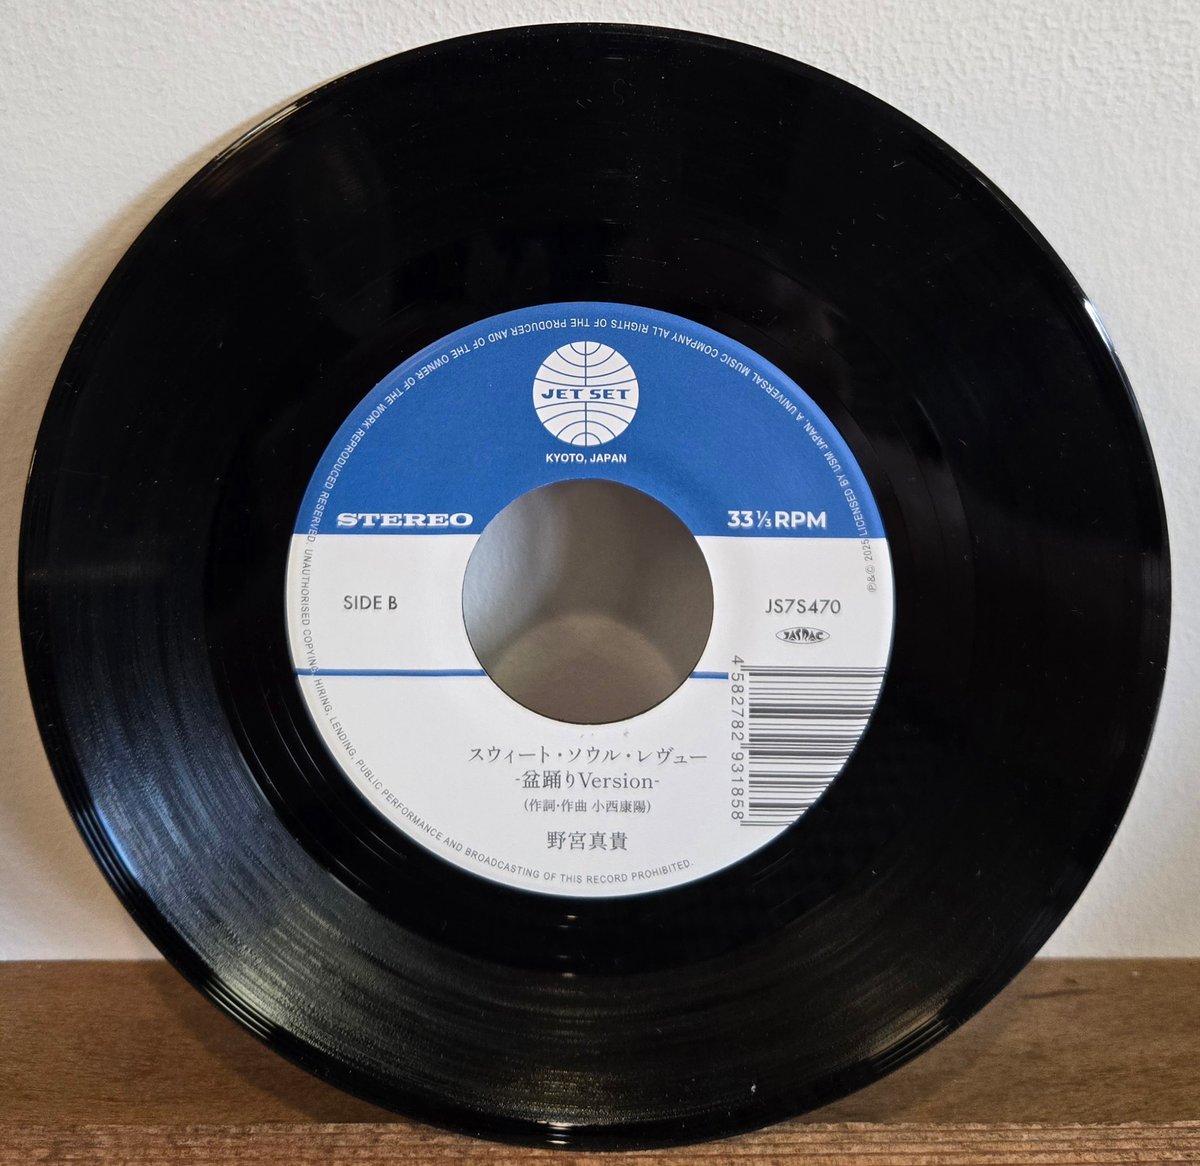 JET SET
KYOTO, JAPAN
STEREO
33⅓RPM
SIDE B
JS7S470
JASRAC
4 582782 931858
スウィート・ソウル・レヴュー
-盆踊りVersion-
(作詞・作曲 小西康陽)
野宮真貴
℗&© 2025 LICENSED BY USM JAPAN, A UNIVERSAL MUSIC COMPANY ALL RIGHTS OF THE PRODUCER AND OF THE OWNER OF THE WORK REPRODUCED RESERVED. UNAUTHORISED COPYING, HIRING, LENDING, PUBLIC PERFORMANCE AND BROADCASTING OF THIS RECORD PROHIBITED.